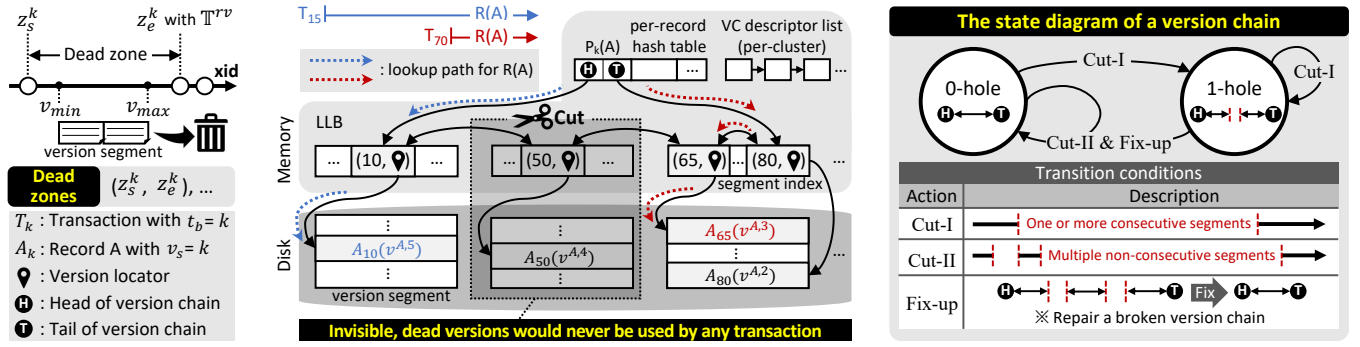 z_s^k z_e^k with 𝕋^rv
Dead zone
xid
v_min v_max
version segment
Dead zones (z_s^k, z_e^k), ...
T_k : Transaction with t_b = k
A_k : Record A with v_s = k
: Version locator
H : Head of version chain
T : Tail of version chain
T15 R(A)
T70 R(A)
: lookup path for R(A)
P_k(A)
per-record hash table
VC descriptor list (per-cluster)
H T ...
...
Memory
LLB
Cut
... (10, ) ...
... (50, ) ...
(65, ) ... (80, )
...
segment index
Disk
⋮
A_10(v^A,5)
⋮
version segment
⋮
A_50(v^A,4)
⋮
A_65(v^A,3)
⋮
A_80(v^A,2)
...
Invisible, dead versions would never be used by any transaction
The state diagram of a version chain
0-hole
H T
Cut-I
1-hole
H T
Cut-I
Cut-II & Fix-up
Transition conditions
Action Description
Cut-I One or more consecutive segments
Cut-II Multiple non-consecutive segments
Fix-up H T Fix H T
※ Repair a broken version chain